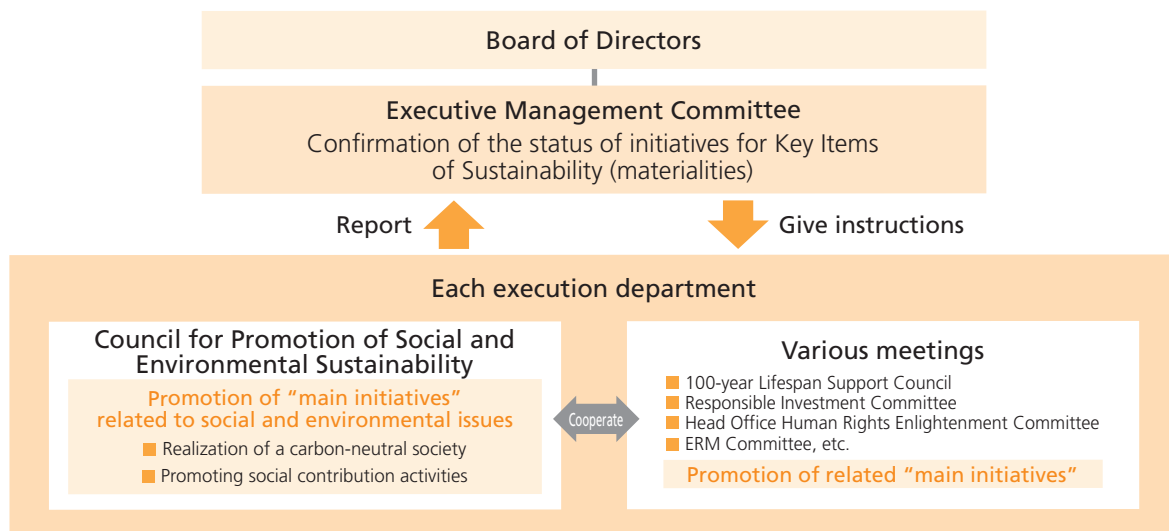 Board of Directors
Executive Management Committee
Confirmation of the status of initiatives for Key Items
of Sustainability (materialities)
Report
Give instructions
Each execution department
Council for Promotion of Social and
Environmental Sustainability
Promotion of “main initiatives”
related to social and environmental issues
Realization of a carbon-neutral society
Promoting social contribution activities
Cooperate
Various meetings
100-year Lifespan Support Council
Responsible Investment Committee
Head Office Human Rights Enlightenment Committee
ERM Committee, etc.
Promotion of related “main initiatives”